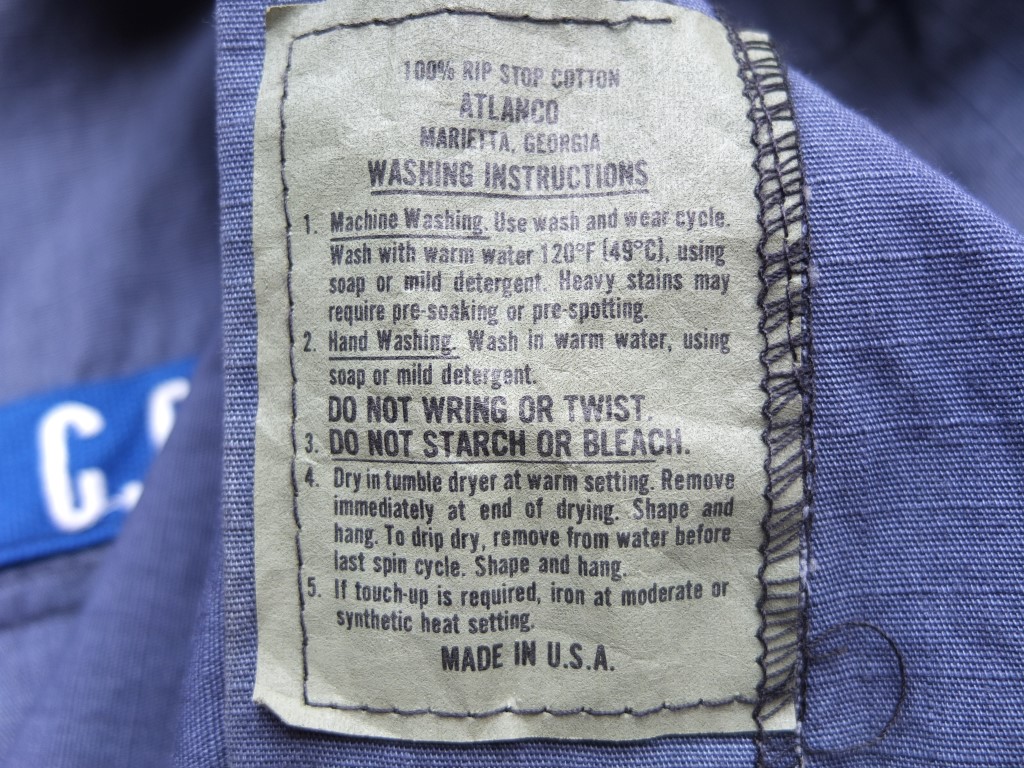 100% RIP STOP COTTON
ATLANCO
MARIETTA, GEORGIA
WASHING INSTRUCTIONS
1. Machine Washing. Use wash and wear cycle.
Wash with warm water 120°F (49°C), using
soap or mild detergent. Heavy stains may
require pre-soaking or pre-spotting.
2. Hand Washing. Wash in warm water, using
soap or mild detergent.
DO NOT WRING OR TWIST.
3. DO NOT STARCH OR BLEACH.
4. Dry in tumble dryer at warm setting. Remove
immediately at end of drying. Shape and
hang. To drip dry, remove from water before
last spin cycle. Shape and hang.
5. If touch-up is required, iron at moderate or
synthetic heat setting.
MADE IN U.S.A.